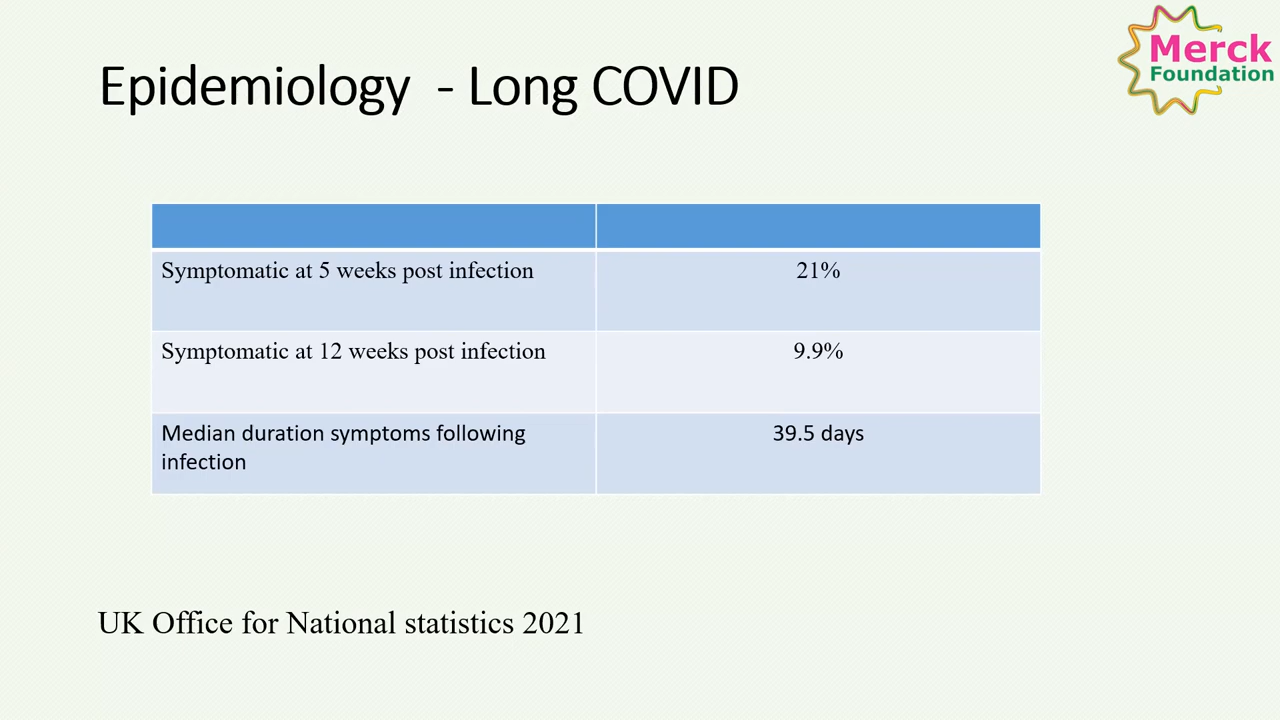 Merck
Foundation
Epidemiology - Long COVID
Symptomatic at 5 weeks post infection 21%
Symptomatic at 12 weeks post infection 9.9%
Median duration symptoms following 39.5 days
infection
UK Office for National statistics 2021